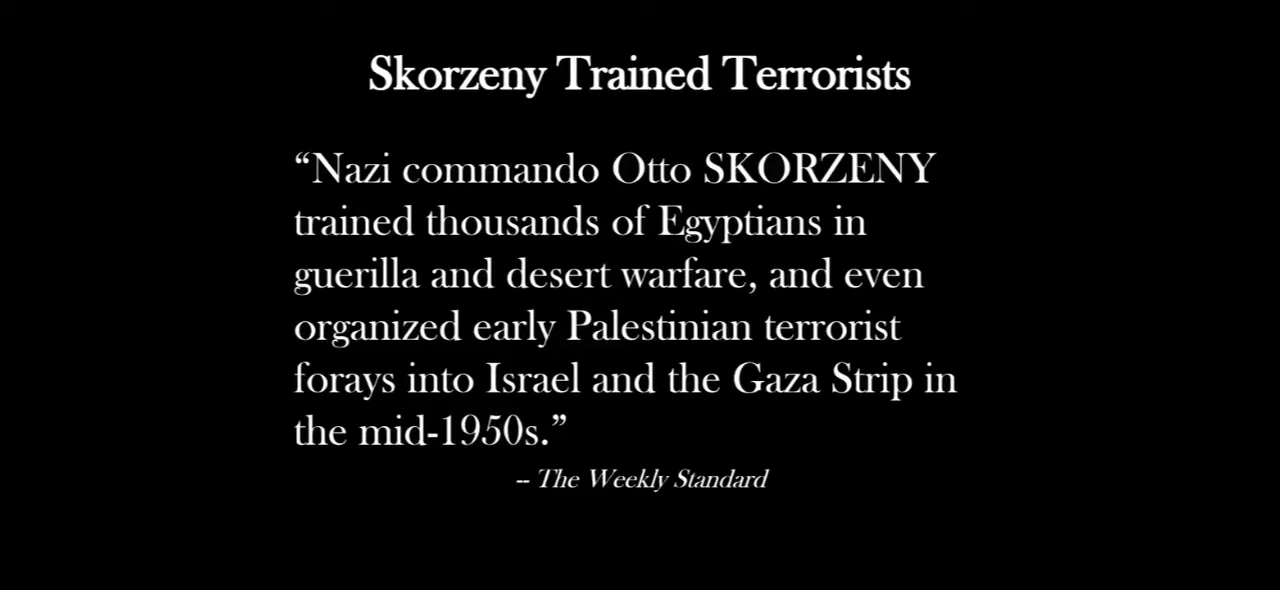 Skorzeny Trained Terrorists
“Nazi commando Otto SKORZENY
trained thousands of Egyptians in
guerilla and desert warfare, and even
organized early Palestinian terrorist
forays into Israel and the Gaza Strip in
the mid-1950s.”
-- The Weekly Standard